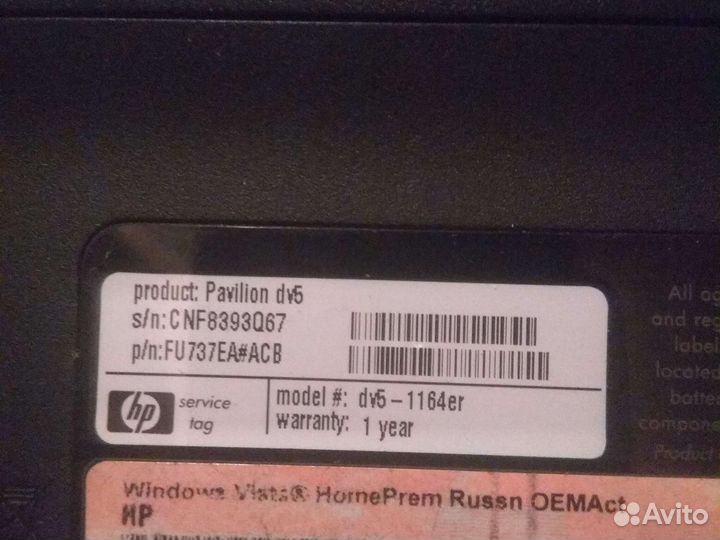 product: Pavilion dv5
s/n:CNF8393Q67
p/n:FU737EA#ACB
hp service tag
model #: dv5-1164er
warranty: 1 year
All
and
label
located
compone
Product
Windows Vista® HomePrem Russn OEMAct
HP
Avito